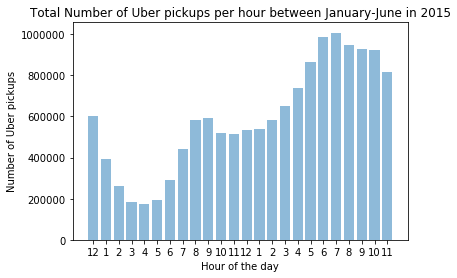 Total Number of Uber pickups per hour between January-June in 2015
Number of Uber pickups
1000000
800000
600000
400000
200000
0
12 1 2 3 4 5 6 7 8 9 10 11 12 1 2 3 4 5 6 7 8 9 10 11
Hour of the day